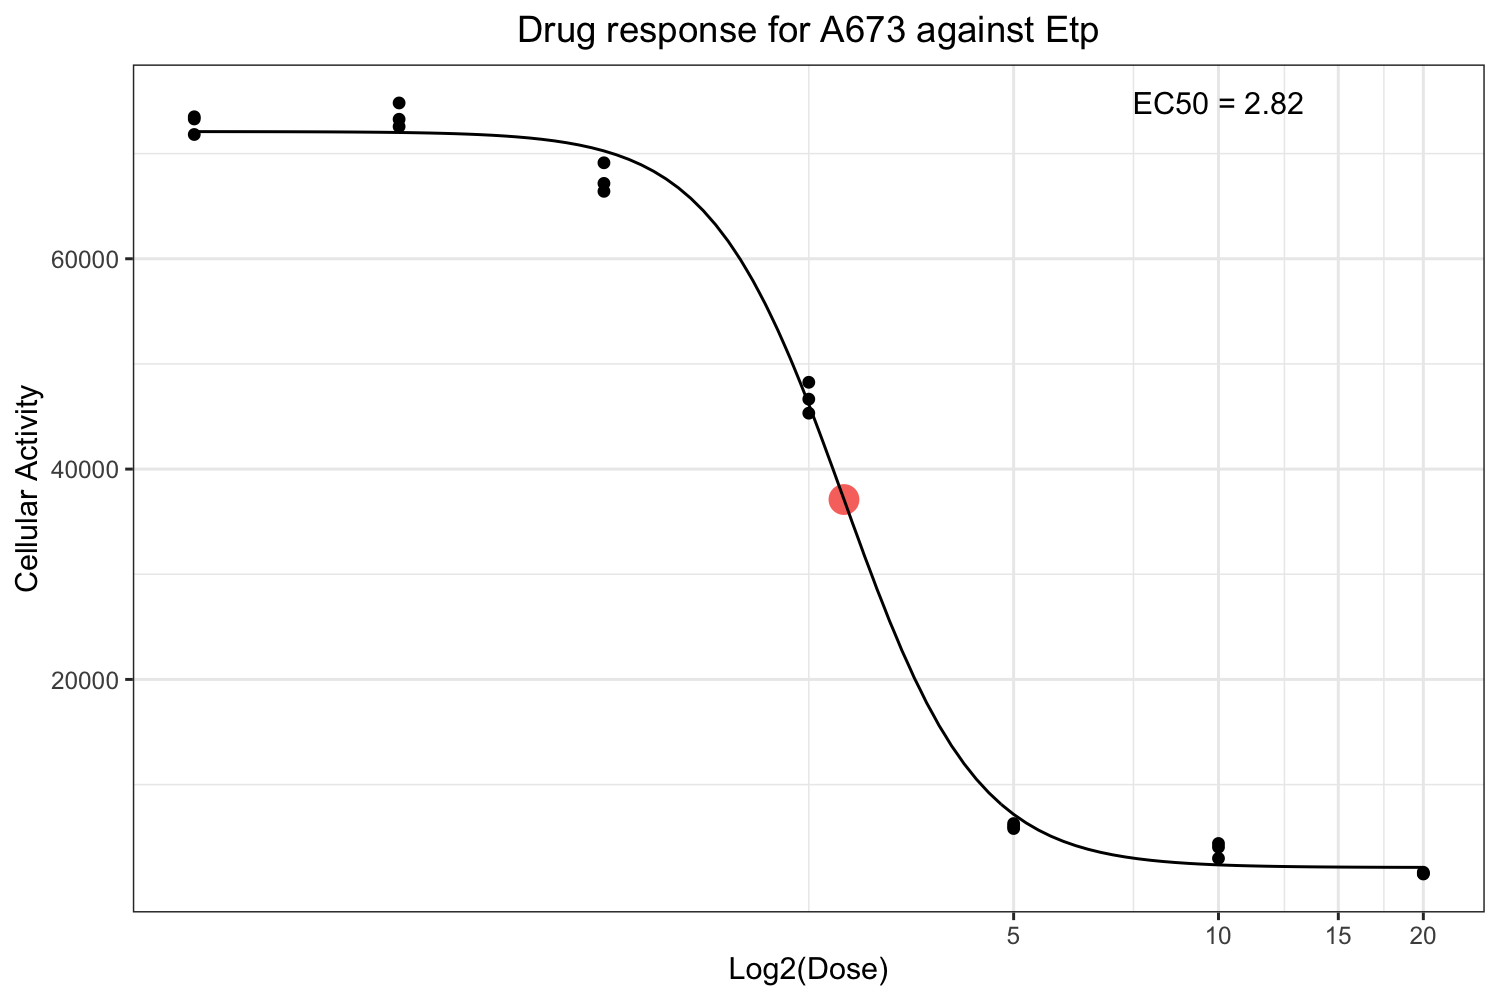 Drug response for A673 against Etp
EC50 = 2.82
60000
40000
20000
Cellular Activity
5 10 15 20
Log2(Dose)